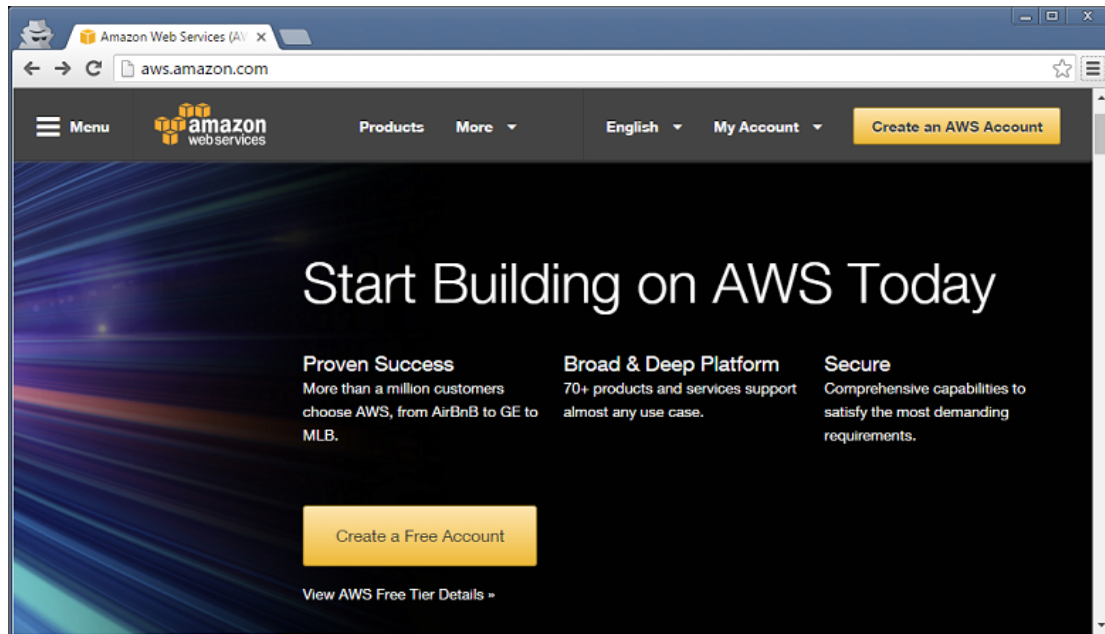 Amazon Web Services (AV
aws.amazon.com
Menu
amazon
webservices
Products
More
English
My Account
Create an AWS Account
Start Building on AWS Today
Proven Success
More than a million customers
choose AWS, from AirBnB to GE to
MLB.
Broad & Deep Platform
70+ products and services support
almost any use case.
Secure
Comprehensive capabilities to
satisfy the most demanding
requirements.
Create a Free Account
View AWS Free Tier Details »